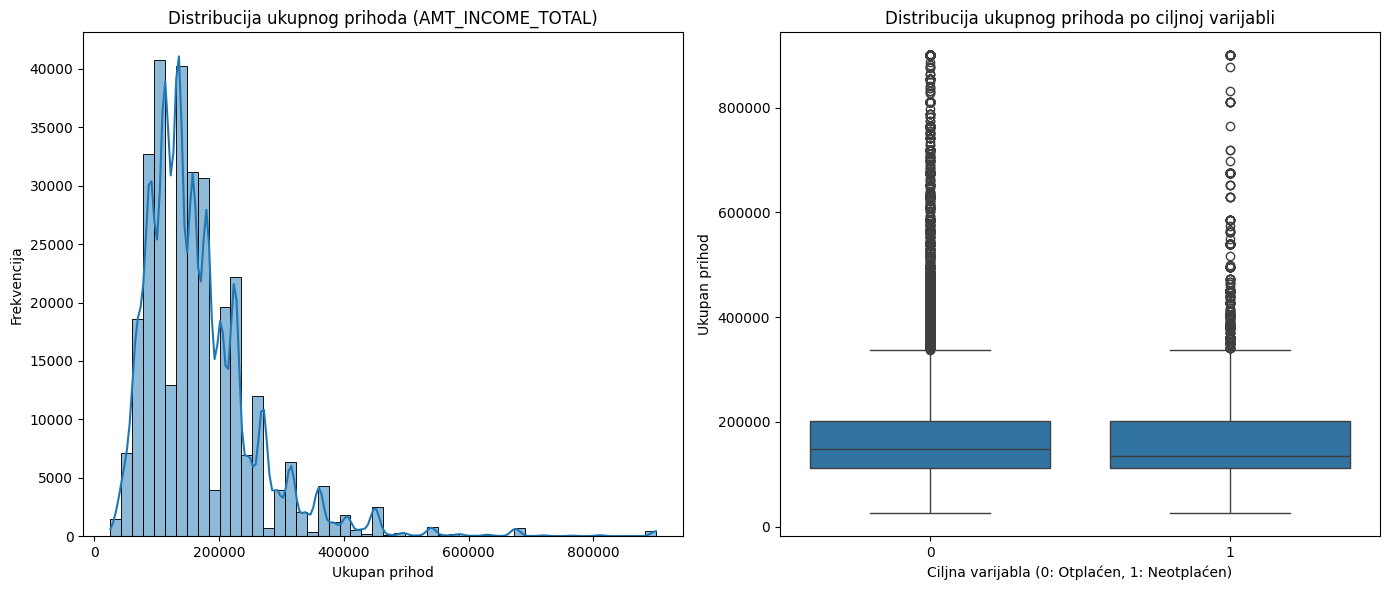 Distribucija ukupnog prihoda (AMT_INCOME_TOTAL)
Frekvencija
40000
35000
30000
25000
20000
15000
10000
5000
0
0 200000 400000 600000 800000
Ukupan prihod
Distribucija ukupnog prihoda po ciljnoj varijabli
Ukupan prihod
800000
600000
400000
200000
0
0 1
Ciljna varijabla (0: Otplaćen, 1: Neotplaćen)